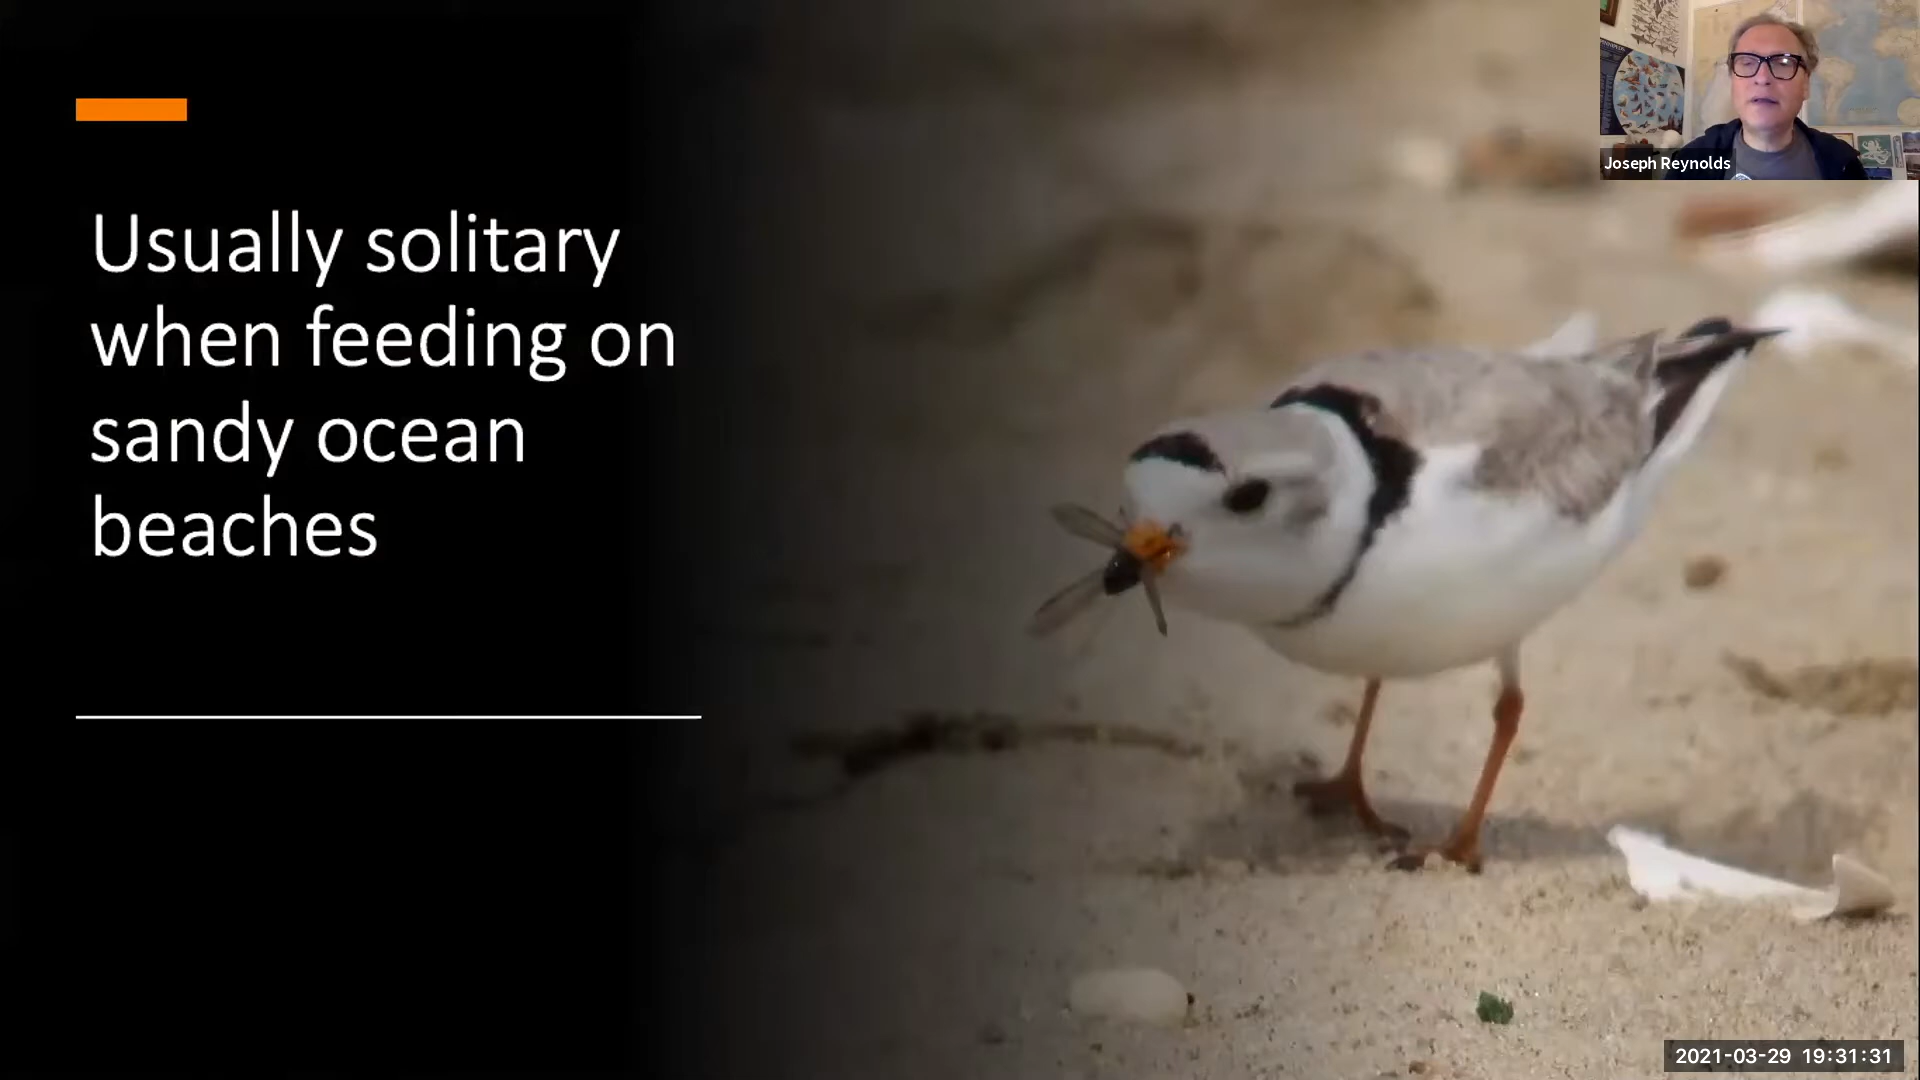 Joseph Reynolds
Usually solitary
when feeding on
sandy ocean
beaches
2021-03-29 19:31:31